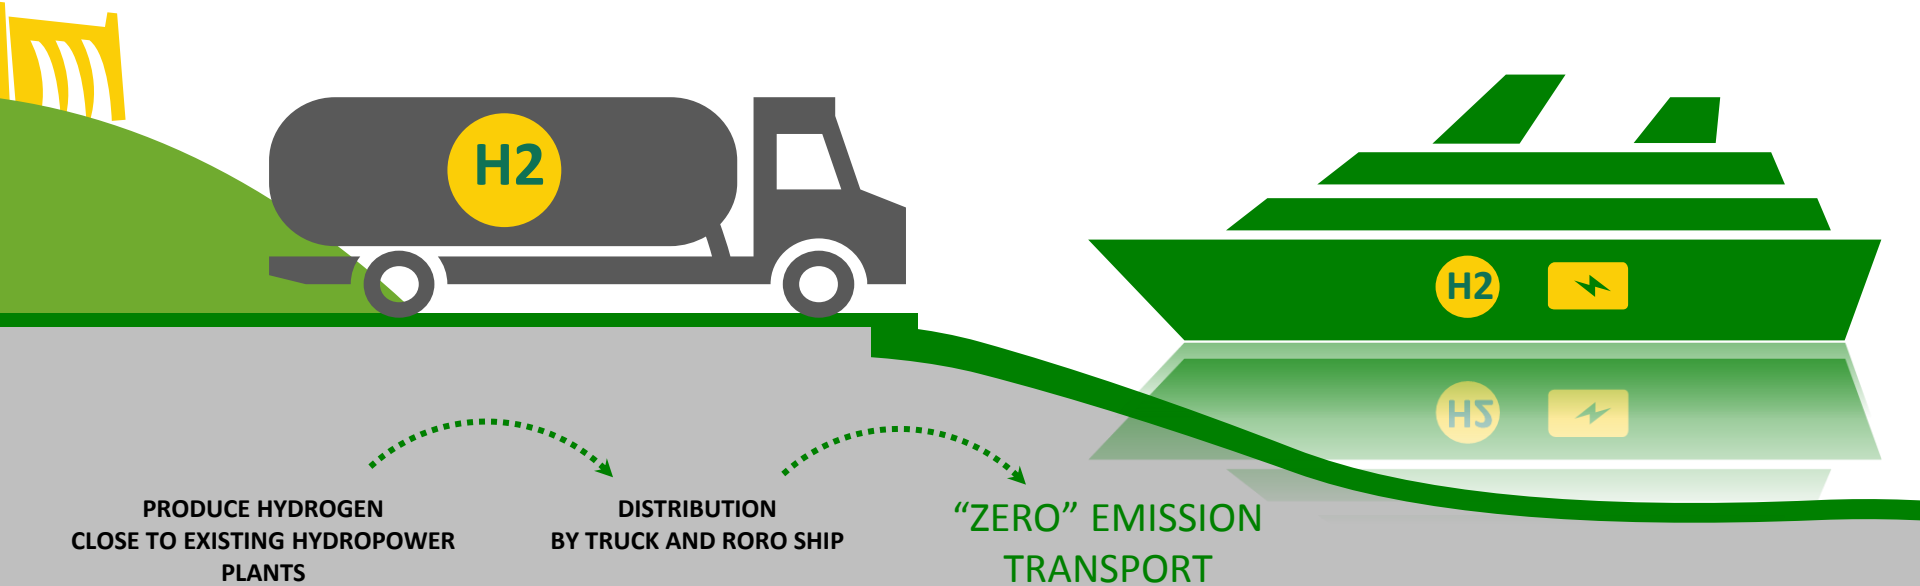 H2
H2
H2
PRODUCE HYDROGEN
CLOSE TO EXISTING HYDROPOWER
PLANTS
DISTRIBUTION
BY TRUCK AND RORO SHIP
“ZERO” EMISSION
TRANSPORT